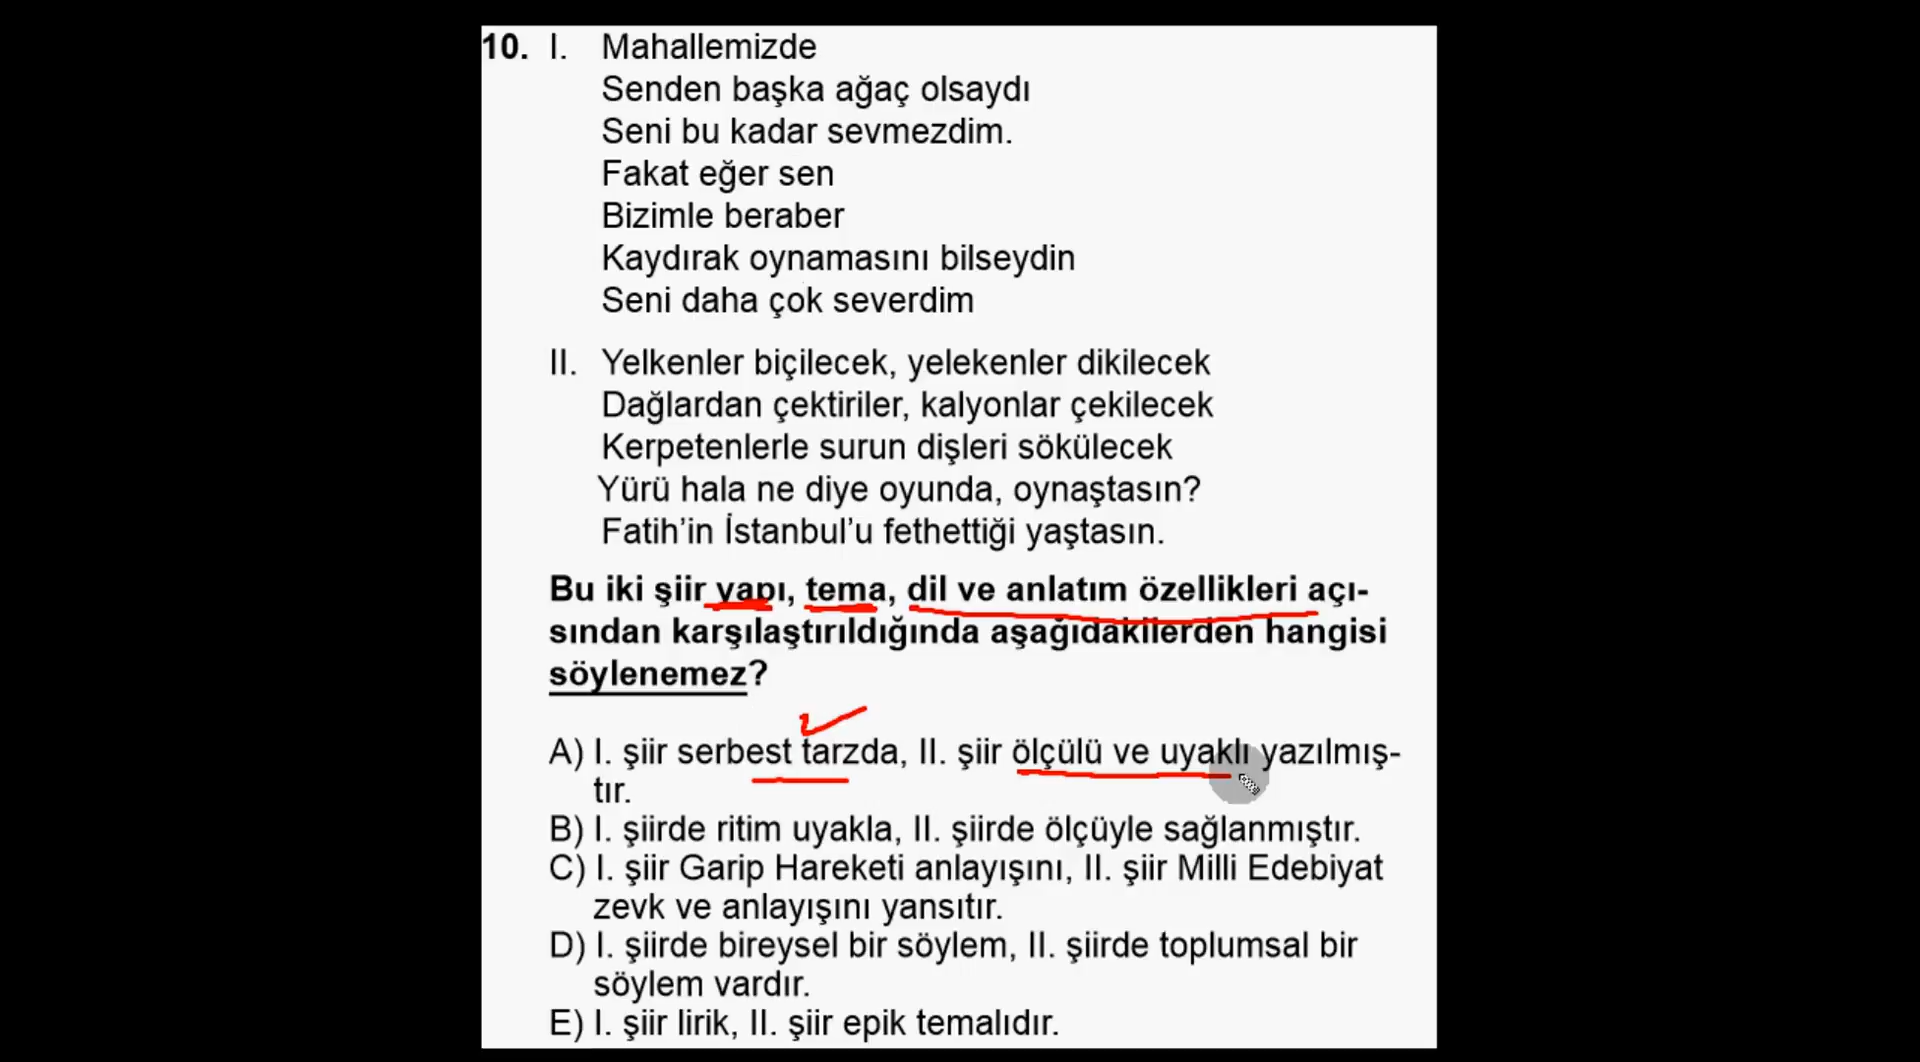 10. I. Mahallemizde
Senden başka ağaç olsaydı
Seni bu kadar sevmezdim.
Fakat eğer sen
Bizimle beraber
Kaydırak oynamasını bilseydin
Seni daha çok severdim
II. Yelkenler biçilecek, yelekenler dikilecek
Dağlardan çektiriler, kalyonlar çekilecek
Kerpetenlerle surun dişleri sökülecek
Yürü hala ne diye oyunda, oynaştasın?
Fatih’in İstanbul’u fethettiği yaştasın.
Bu iki şiir yapı, tema, dil ve anlatım özellikleri açı-
sından karşılaştırıldığında aşağıdakilerden hangisi
söylenemez?
A) I. şiir serbest tarzda, II. şiir ölçülü ve uyaklı yazılmış-
tır.
B) I. şiirde ritim uyakla, II. şiirde ölçüyle sağlanmıştır.
C) I. şiir Garip Hareketi anlayışını, II. şiir Milli Edebiyat
zevk ve anlayışını yansıtır.
D) I. şiirde bireysel bir söylem, II. şiirde toplumsal bir
söylem vardır.
E) I. şiir lirik, II. şiir epik temalıdır.